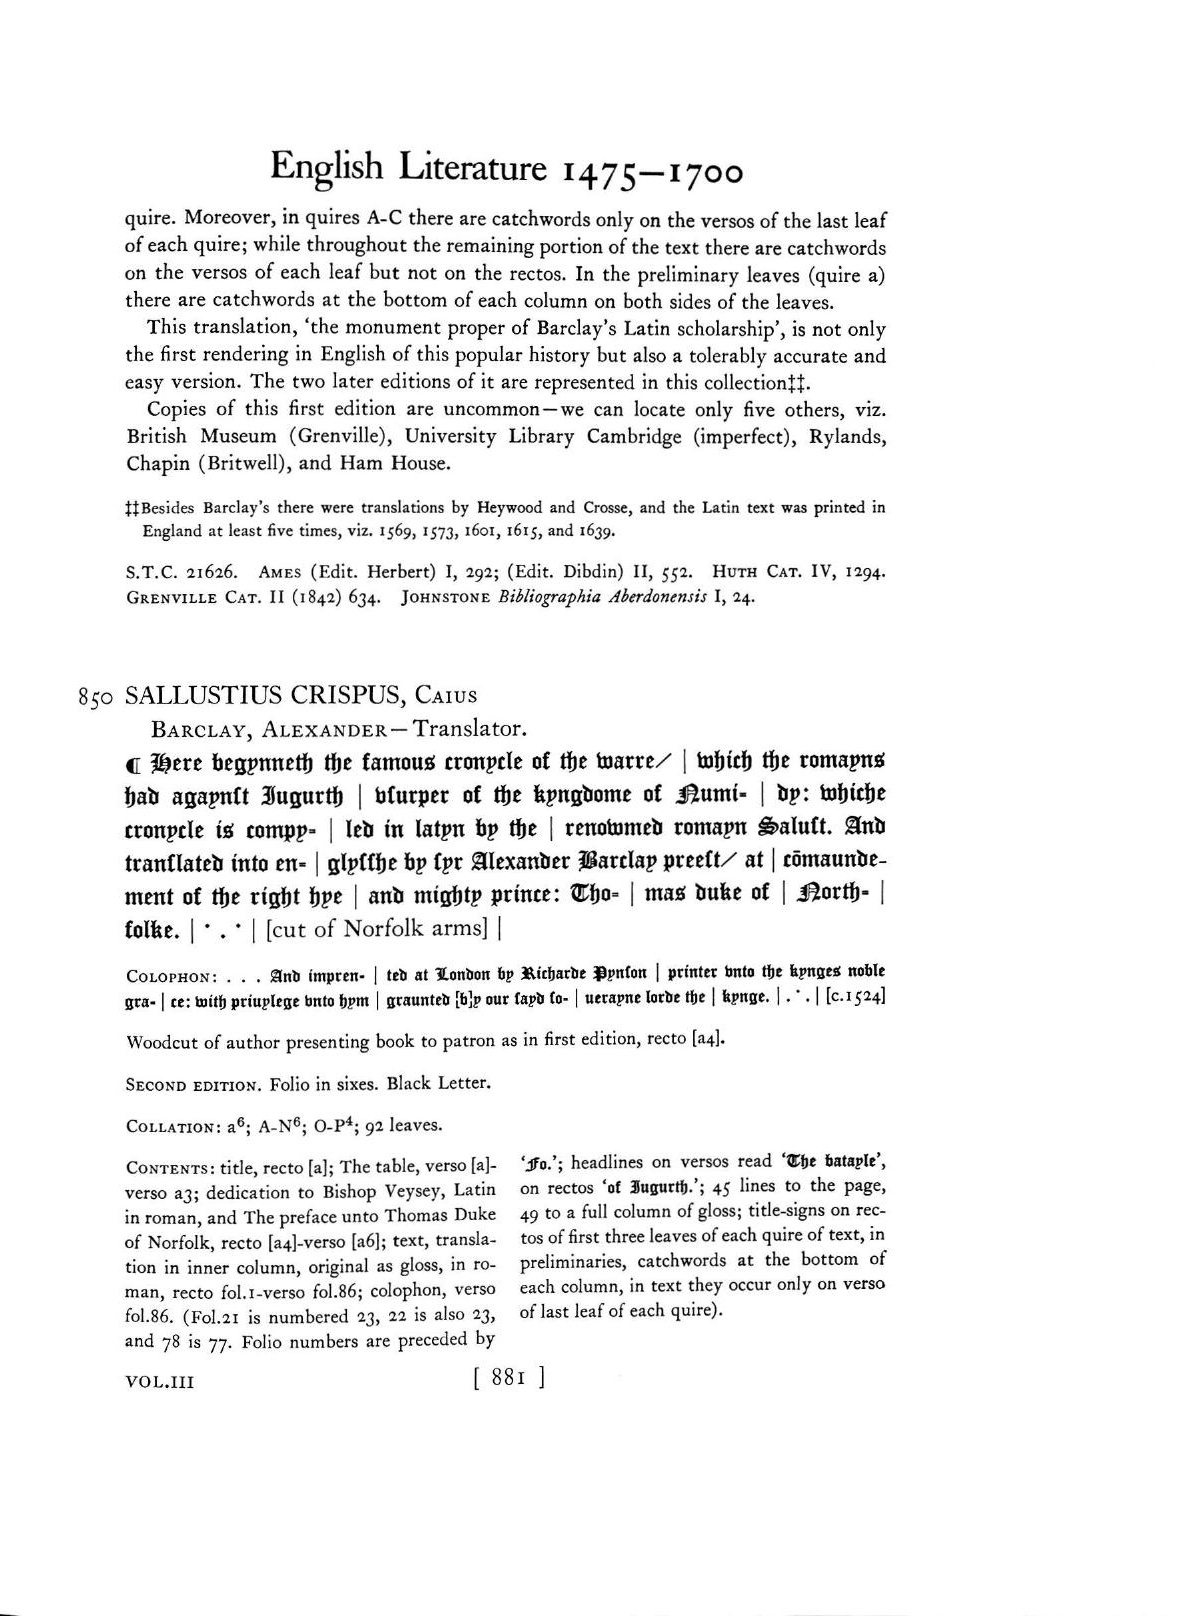 English Literature 1475—1700
quire. Moreover, in quires A-C there are catchwords only on the versos of the last leaf
of each quire; while throughout the remaining portion of the text there are catchwords
on the versos of each leaf but not on the rectos. In the preliminary leaves (quire a)
there are catchwords at the bottom of each column on both sides of the leaves.
This translation, ‘the monument proper of Barclay’s Latin scholarship’, is not only
the first rendering in English of this popular history but also a tolerably accurate and
easy version. The two later editions of it are represented in this collection‡‡.
Copies of this first edition are uncommon—we can locate only five others, viz.
British Museum (Grenville), University Library Cambridge (imperfect), Rylands,
Chapin (Britwell), and Ham House.
‡‡Besides Barclay’s there were translations by Heywood and Crosse, and the Latin text was printed in
England at least five times, viz. 1569, 1573, 1601, 1615, and 1639.
S.T.C. 21626. AMES (Edit. Herbert) I, 292; (Edit. Dibdin) II, 552. HUTH CAT. IV, 1294.
GRENVILLE CAT. II (1842) 634. JOHNSTONE Bibliographia Aberdonensis I, 24.
850 SALLUSTIUS CRISPUS, CAIUS
BARCLAY, ALEXANDER—Translator.
¶ Here begynneth the famous cronycle of the warre/ | which the romayns
had agaynſt Jugurth | vſurper of the kyngdome of Numi- | dy: whiche
cronycle is compy- | led in latyn by the | renowmed romayn Saluſt. And
tranſlated into en- | glyſſhe by ſyr Alexander Barclay preeſt/ at | cōmaunde-
ment of the right hye | and mighty prince: Tho- | mas duke of | North- |
folke. | · . · | [cut of Norfolk arms] |
COLOPHON: . . . And impren- | ted at London by Richarde Pynſon | printer vnto the kynges noble
gra- | ce: with priuylege vnto hym | graunted [b]y our ſayd ſo- | uerayne lorde the | kynge. | . · . | [c.1524]
Woodcut of author presenting book to patron as in first edition, recto [a4].
SECOND EDITION. Folio in sixes. Black Letter.
COLLATION: a⁶; A-N⁶; O-P⁴; 92 leaves.
CONTENTS: title, recto [a]; The table, verso [a]-
verso a3; dedication to Bishop Veysey, Latin
in roman, and The preface unto Thomas Duke
of Norfolk, recto [a4]-verso [a6]; text, transla-
tion in inner column, original as gloss, in ro-
man, recto fol.1-verso fol.86; colophon, verso
fol.86. (Fol.21 is numbered 23, 22 is also 23,
and 78 is 77. Folio numbers are preceded by
‘Fo.’; headlines on versos read ‘The batayle’,
on rectos ‘of Jugurth.’; 45 lines to the page,
49 to a full column of gloss; title-signs on rec-
tos of first three leaves of each quire of text, in
preliminaries, catchwords at the bottom of
each column, in text they occur only on verso
of last leaf of each quire).
VOL.III
[ 881 ]